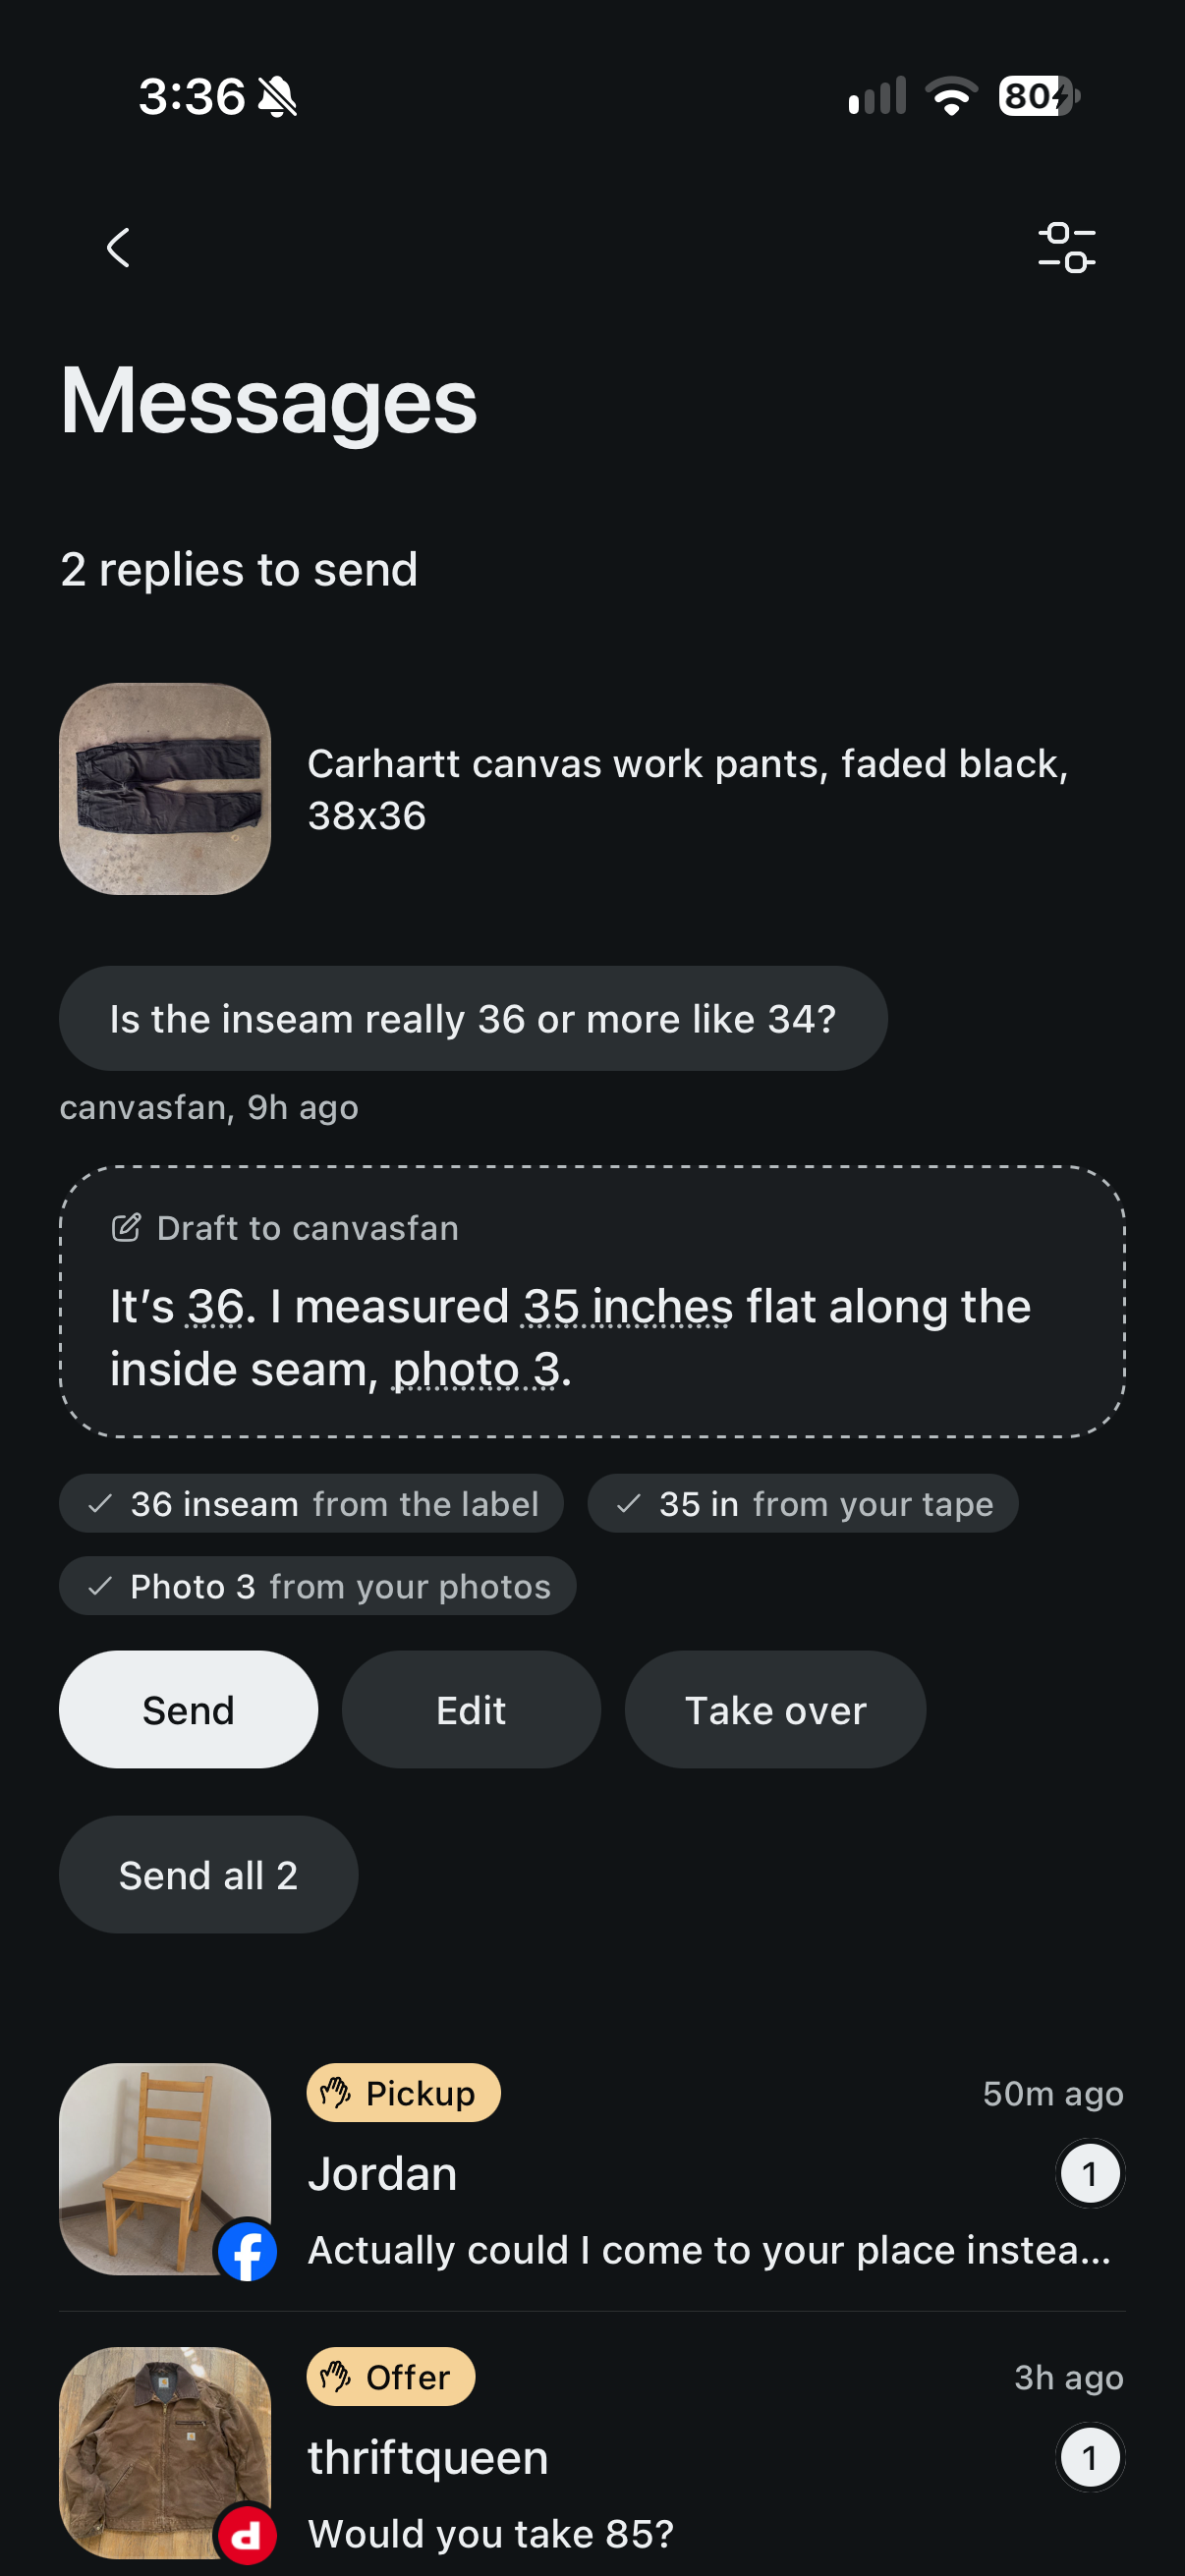 3:36
80
Messages
2 replies to send
Carhartt canvas work pants, faded black,
38x36
Is the inseam really 36 or more like 34?
canvasfan, 9h ago
Draft to canvasfan
It’s 36. I measured 35 inches flat along the
inside seam, photo 3.
36 inseam from the label
35 in from your tape
Photo 3 from your photos
Send
Edit
Take over
Send all 2
Pickup
50m ago
Jordan
1
Actually could I come to your place instea...
Offer
3h ago
thriftqueen
1
Would you take 85?